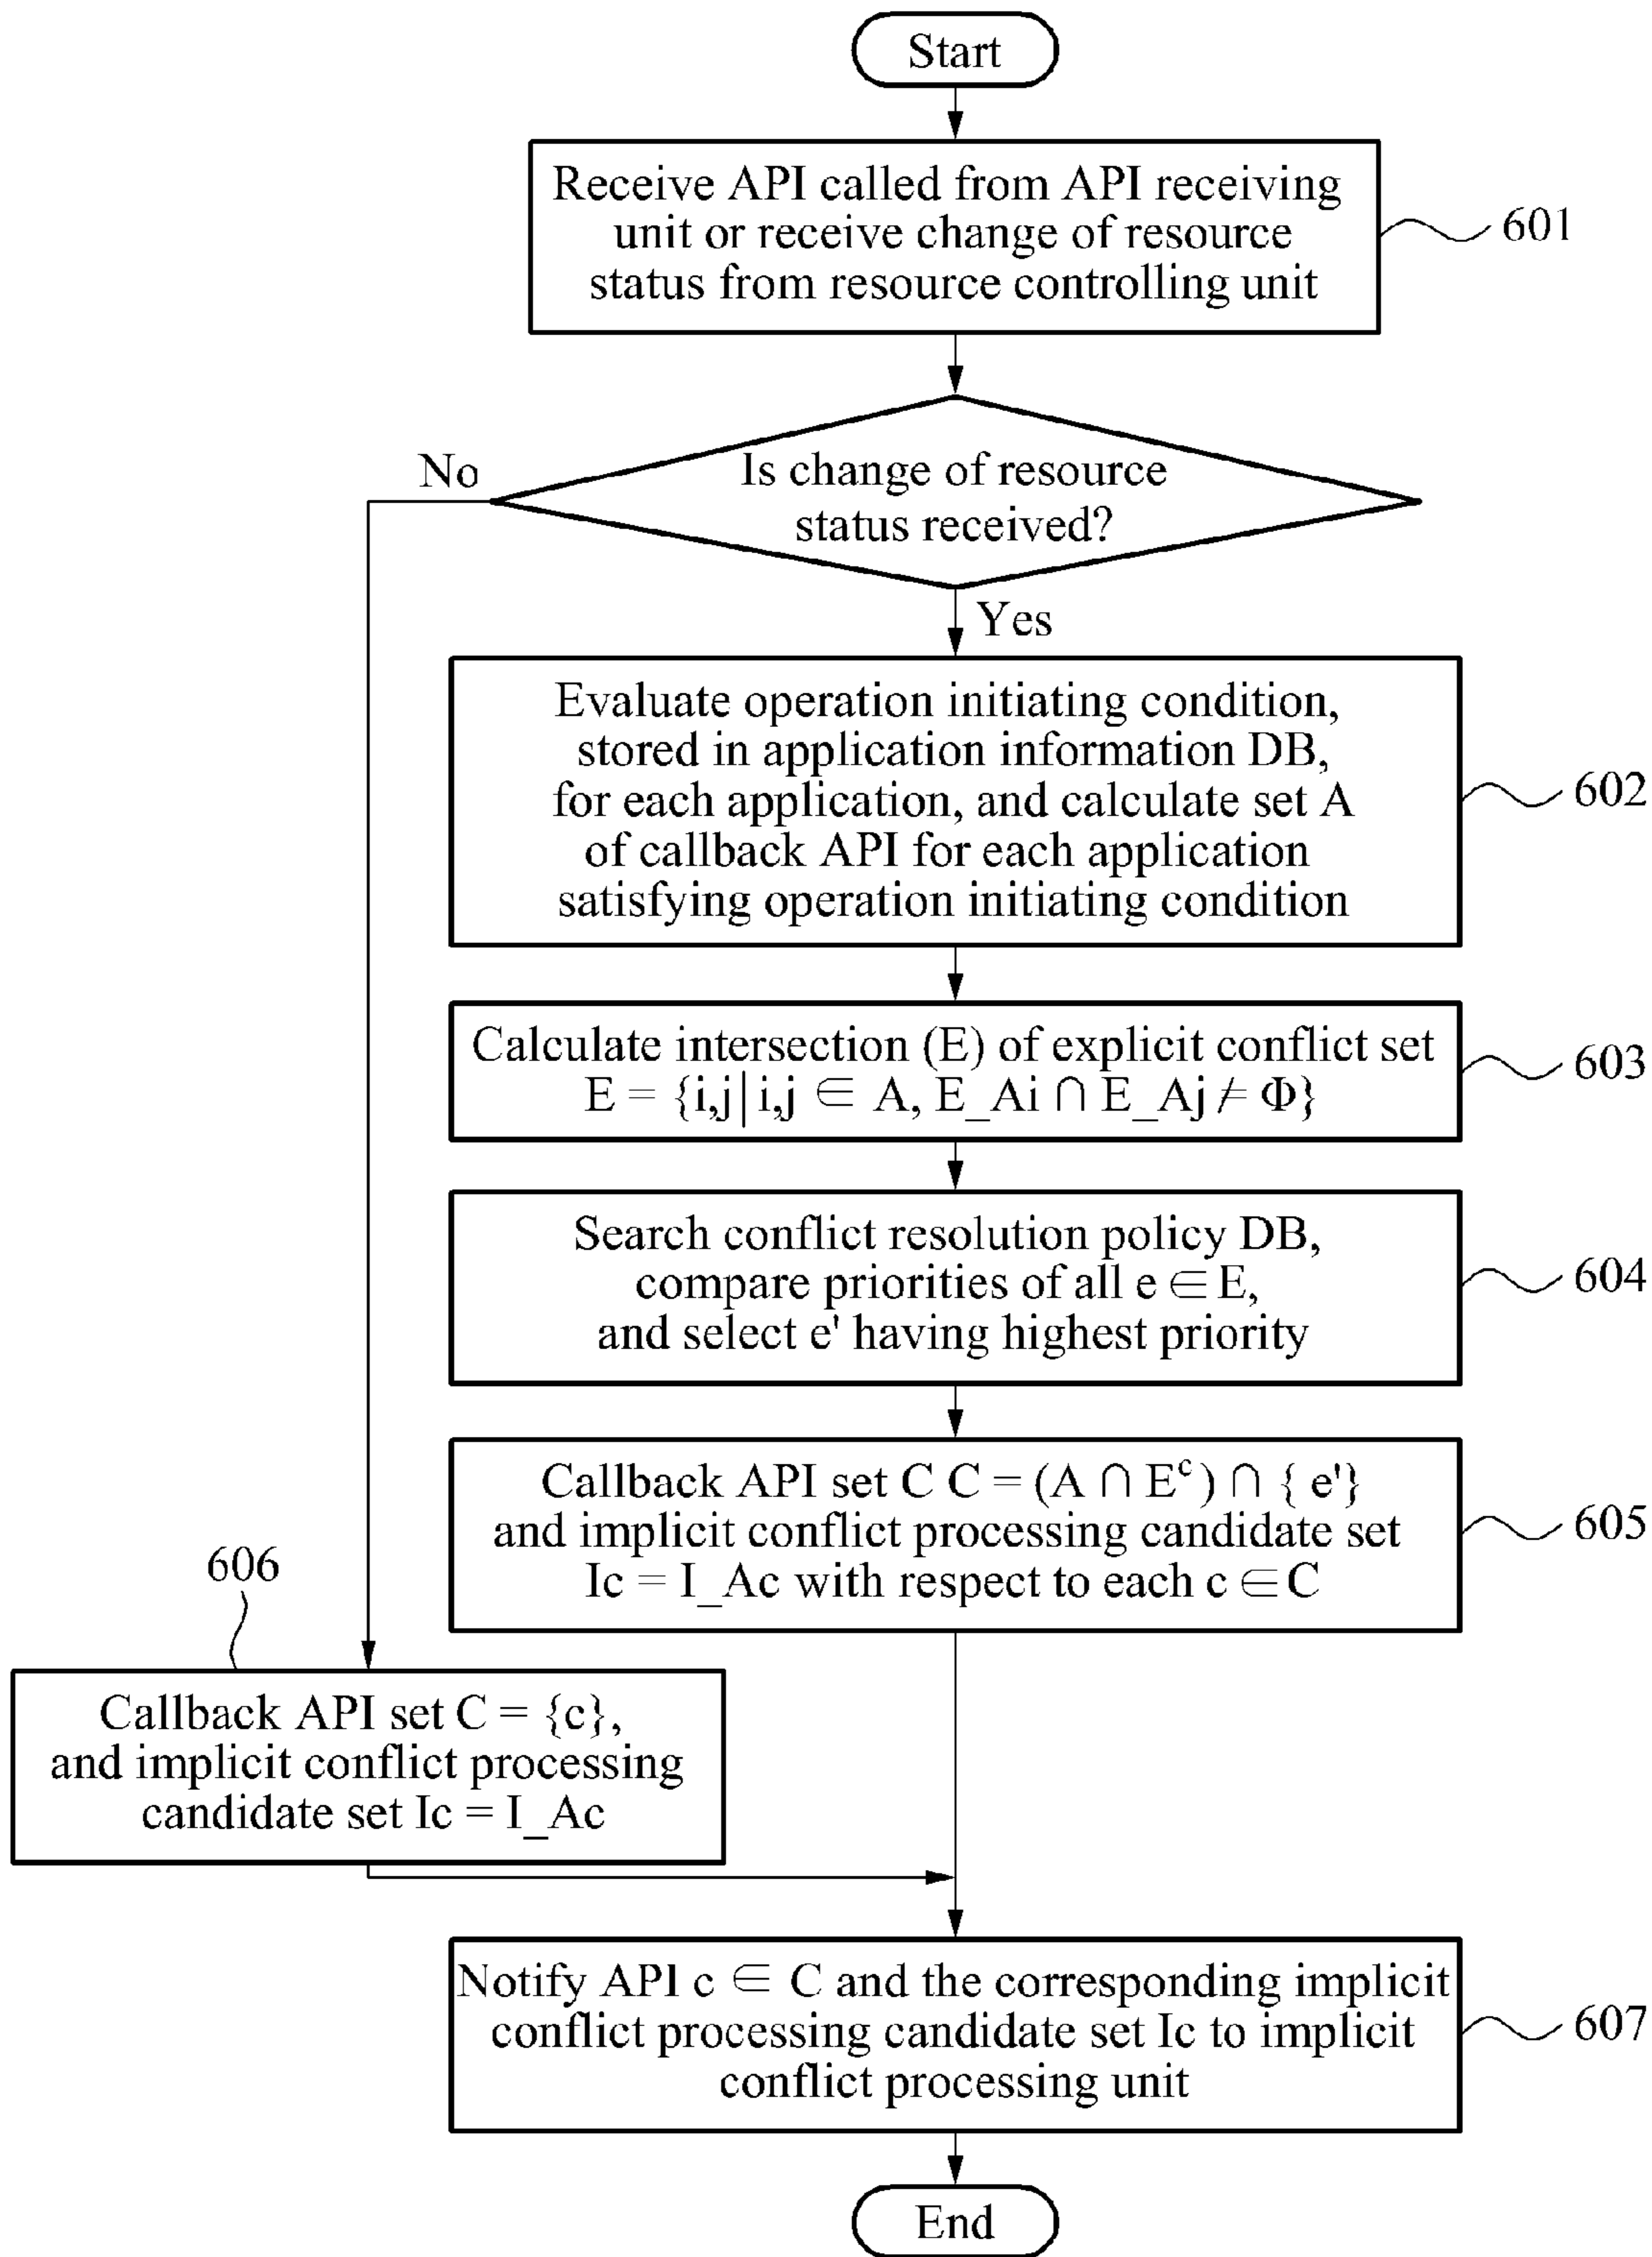 Start
Receive API called from API receiving
unit or receive change of resource
status from resource controlling unit
601
Is change of resource
status received?
No
Yes
Evaluate operation initiating condition,
stored in application information DB,
for each application, and calculate set A
of callback API for each application
satisfying operation initiating condition
602
Calculate intersection (E) of explicit conflict set
E = {i,j | i,j ∈ A, E_Ai ∩ E_Aj ≠ Φ}
603
Search conflict resolution policy DB,
compare priorities of all e ∈ E,
and select e' having highest priority
604
Callback API set C C = (A ∩ Eᶜ) ∩ { e'}
and implicit conflict processing candidate set
Ic = I_Ac with respect to each c ∈ C
605
606
Callback API set C = {c},
and implicit conflict processing
candidate set Ic = I_Ac
Notify API c ∈ C and the corresponding implicit
conflict processing candidate set Ic to implicit
conflict processing unit
607
End